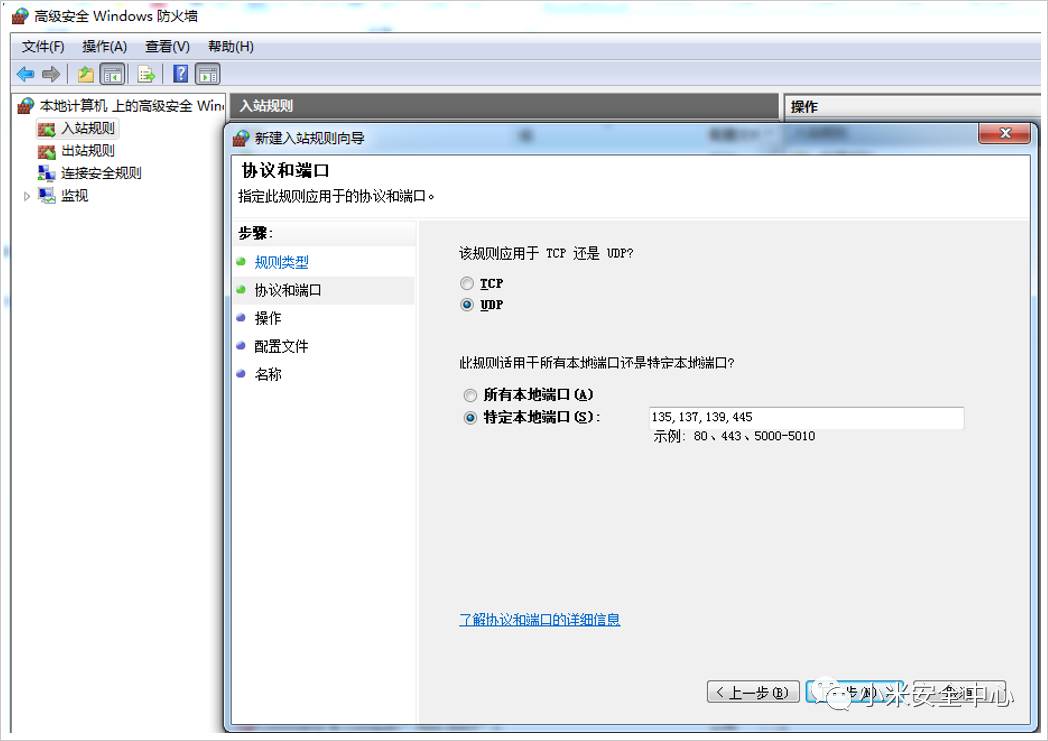 高级安全 Windows 防火墙
文件(F) 操作(A) 查看(V) 帮助(H)
本地计算机 上的高级安全 Win
入站规则
出站规则
连接安全规则
监视
入站规则
操作
新建入站规则向导
协议和端口
指定此规则应用于的协议和端口。
步骤:
规则类型
协议和端口
操作
配置文件
名称
该规则应用于 TCP 还是 UDP?
TCP
UDP
此规则适用于所有本地端口还是特定本地端口?
所有本地端口(A)
特定本地端口(S):
135,137,139,445
示例: 80、443、5000-5010
了解协议和端口的详细信息
< 上一步(B)
步(N) >
小米安全中心